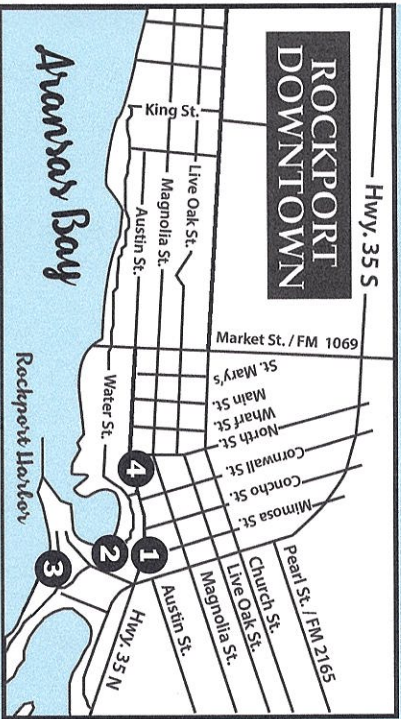 ROCKPORT
DOWNTOWN
Hwy. 35 S
King St.
Live Oak St.
Magnolia St.
Austin St.
Aransas Bay
Market St. / FM 1069
St. Mary's
Main St.
Wharf St.
North St.
Cornwall St.
Concho St.
Mimosa St.
Water St.
Rockport Harbor
4
1
2
3
Pearl St. / FM 2165
Church St.
Live Oak St.
Magnolia St.
Austin St.
Hwy. 35 N